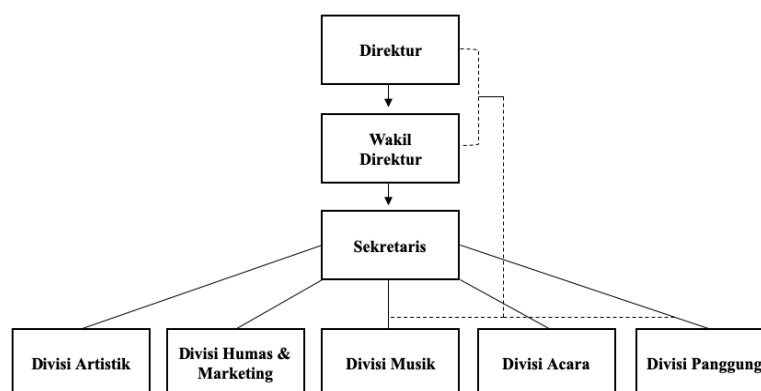 Direktur
Wakil
Direktur
Sekretaris
Divisi Artistik
Divisi Humas &
Marketing
Divisi Musik
Divisi Acara
Divisi Panggung